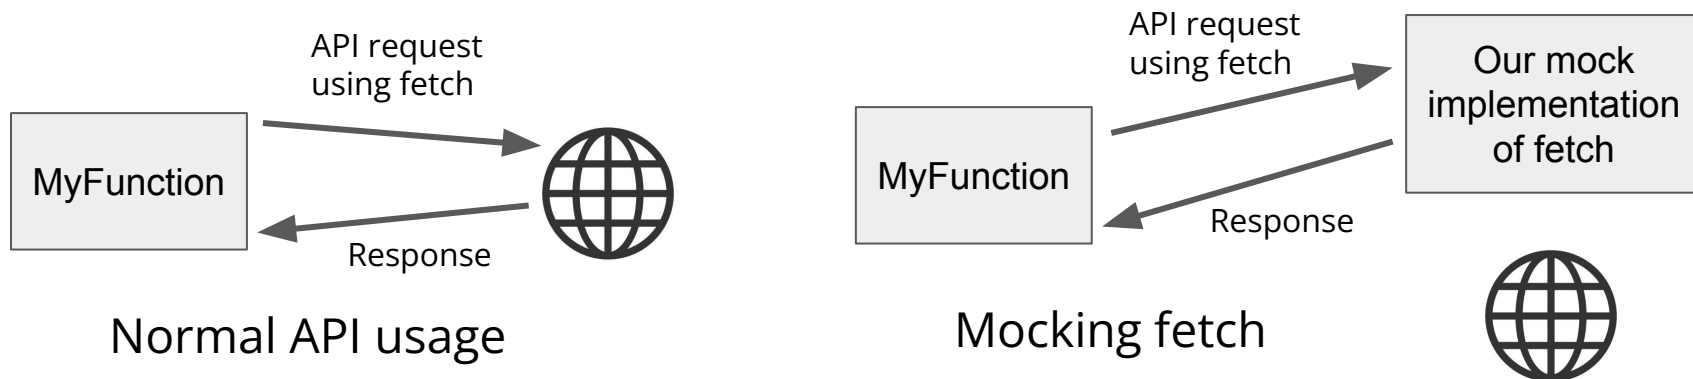 API request
using fetch
MyFunction
Response
Normal API usage
API request
using fetch
Our mock
implementation
of fetch
MyFunction
Response
Mocking fetch